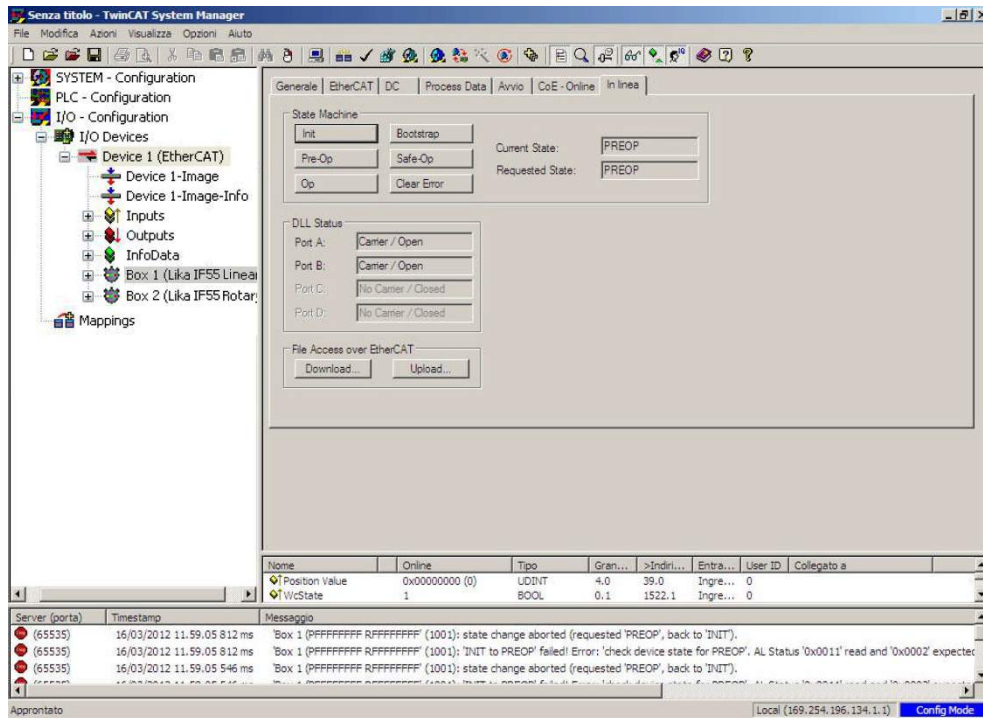 Senza titolo - TwinCAT System Manager
File Modifica Azioni Visualizza Opzioni Aiuto
SYSTEM - Configuration
PLC - Configuration
I/O - Configuration
I/O Devices
Device 1 (EtherCAT)
Device 1-Image
Device 1-Image-Info
Inputs
Outputs
InfoData
Box 1 (Lika IF55 Linear
Box 2 (Lika IF55 Rotary
Mappings
Generale EtherCAT DC Process Data Avvio CoE - Online In linea
State Machine
Init Bootstrap
Pre-Op Safe-Op
Op Clear Error
Current State: PREOP
Requested State: PREOP
DLL Status
Port A: Carrier / Open
Port B: Carrier / Open
Port C: No Carrier / Closed
Port D: No Carrier / Closed
File Access over EtherCAT
Download... Upload...
Nome Online Tipo Gran... >Indiri... Entra... User ID Collegato a
Position Value 0x00000000 (0) UDINT 4.0 39.0 Ingre... 0
WcState 1 BOOL 0.1 1522.1 Ingre... 0
Server (porta) Timestamp Messaggio
(65535) 16/03/2012 11.59.05 812 ms 'Box 1 (PFFFFFFFF RFFFFFFFF' (1001): state change aborted (requested 'PREOP', back to 'INIT').
(65535) 16/03/2012 11.59.05 812 ms 'Box 1 (PFFFFFFFF RFFFFFFFF' (1001): 'INIT to PREOP' failed! Error: 'check device state for PREOP'. AL Status '0x0011' read and '0x0002' expected
(65535) 16/03/2012 11.59.05 546 ms 'Box 1 (PFFFFFFFF RFFFFFFFF' (1001): state change aborted (requested 'PREOP', back to 'INIT').
Approntato Local (169.254.196.134.1.1) Config Mode